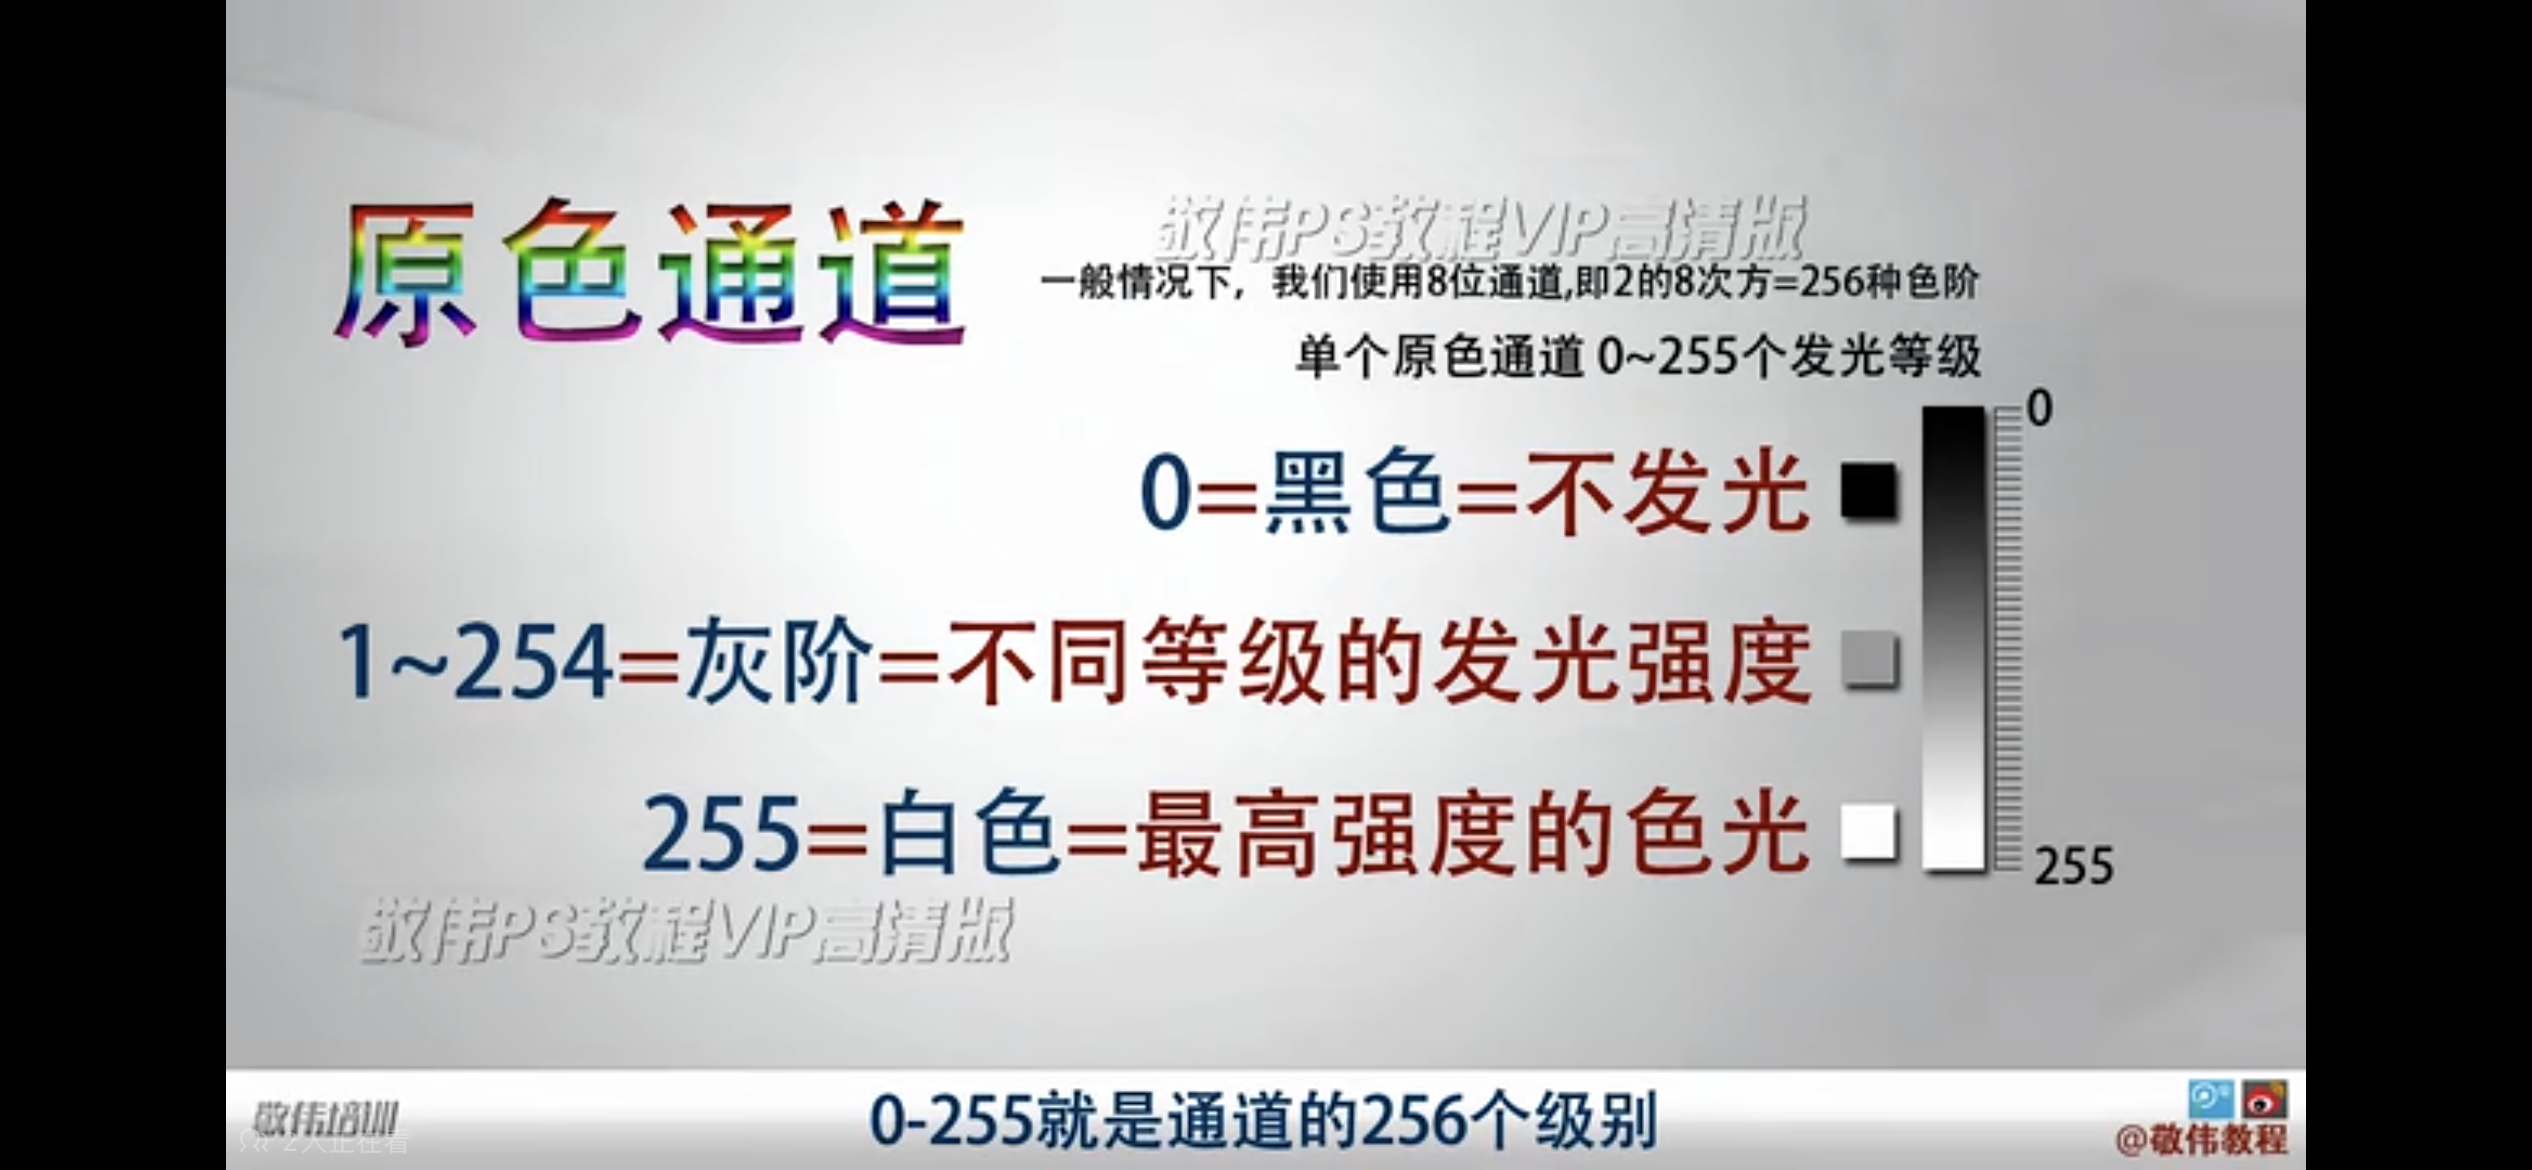 敬伟PS教程VIP高清版
原色通道
一般情况下，我们使用8位通道,即2的8次方=256种色阶
单个原色通道 0~255个发光等级
0
0=黑色=不发光
1~254=灰阶=不同等级的发光强度
255=白色=最高强度的色光
255
敬伟PS教程VIP高清版
敬伟培训
2人正在看
0-255就是通道的256个级别
@敬伟教程